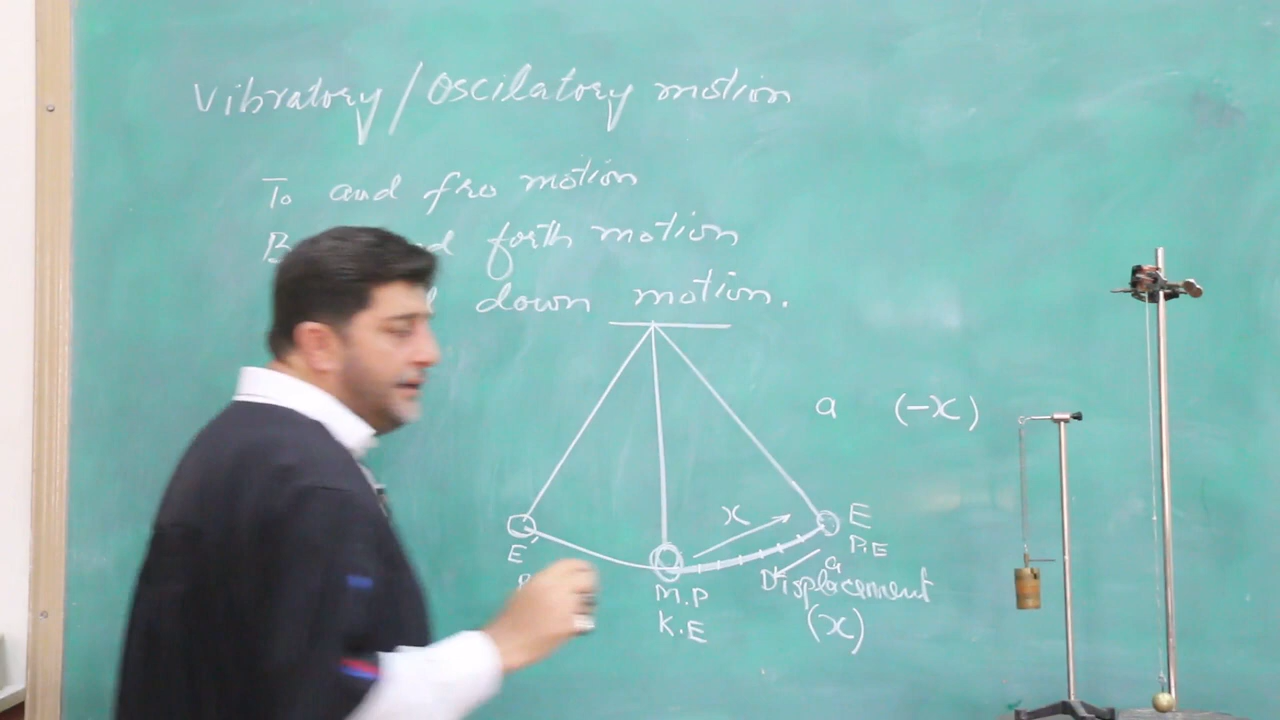 Vibratory/Oscilatory motion
To and fro motion
forth motion
down motion.
a (-x)
x
E
P.E
E
a
Displacement
(x)
M.P
K.E